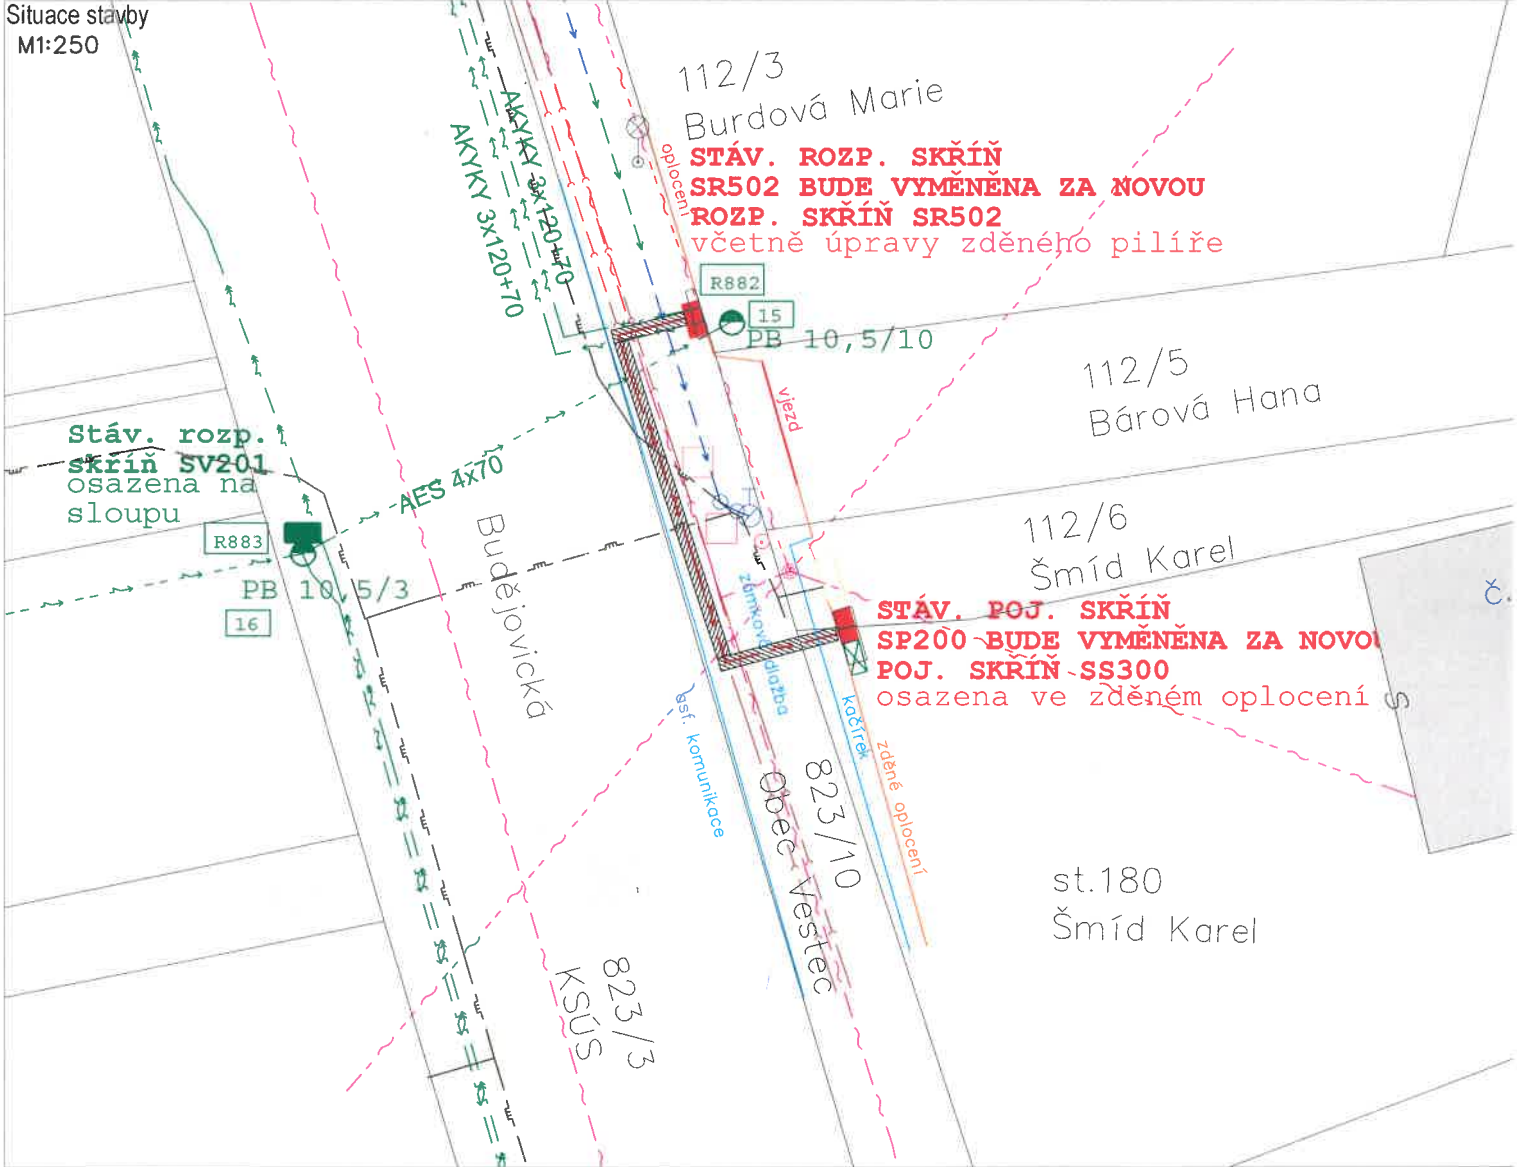 Situace stavby
M1:250
112/3
Burdová Marie
oplocení
STÁV. ROZP. SKŘÍŇ
SR502 BUDE VYMĚNĚNA ZA NOVOU
ROZP. SKŘÍŇ SR502
včetně úpravy zděného pilíře
AKYKY 3x120+70
AKYKY 3x120+70
R882
15
PB 10,5/10
vjezd
112/5
Bárová Hana
Stáv. rozp.
skříň SV201
osazena na
sloupu
AES 4x70
R883
PB 10,5/3
16
Budějovická
112/6
Šmíd Karel
Č.
STÁV. POJ. SKŘÍŇ
SP200 BUDE VYMĚNĚNA ZA NOVOU
POJ. SKŘÍŇ SS300
osazena ve zděném oplocení
S
zámková dlažba
asf. komunikace
kačírek
zděné oplocení
823/10
Obec Vestec
st.180
Šmíd Karel
823/3
KSÚS